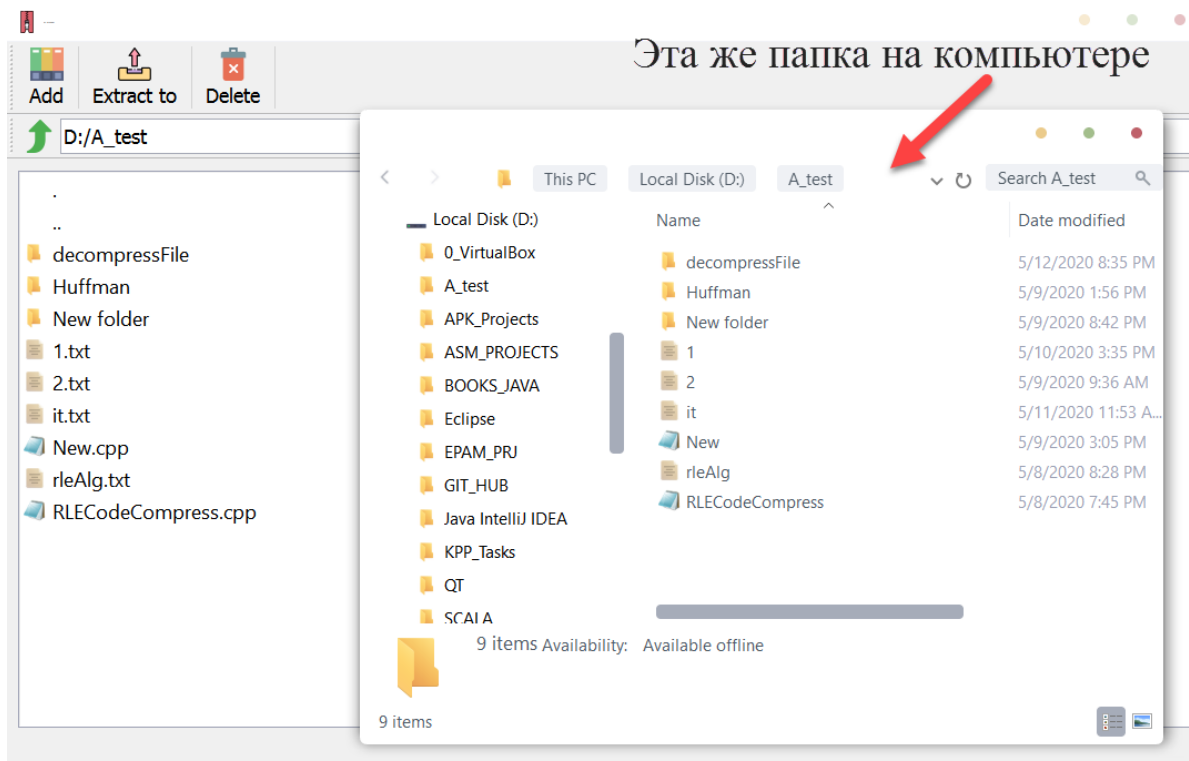 Эта же папка на компьютере
Add Extract to Delete
D:/A_test
.
..
decompressFile
Huffman
New folder
1.txt
2.txt
it.txt
New.cpp
rleAlg.txt
RLECodeCompress.cpp
This PC Local Disk (D:) A_test Search A_test
Local Disk (D:)
0_VirtualBox
A_test
APK_Projects
ASM_PROJECTS
BOOKS_JAVA
Eclipse
EPAM_PRJ
GIT_HUB
Java IntelliJ IDEA
KPP_Tasks
QT
SCALA
Name Date modified
decompressFile 5/12/2020 8:35 PM
Huffman 5/9/2020 1:56 PM
New folder 5/9/2020 8:42 PM
1 5/10/2020 3:35 PM
2 5/9/2020 9:36 AM
it 5/11/2020 11:53 A...
New 5/9/2020 3:05 PM
rleAlg 5/8/2020 8:28 PM
RLECodeCompress 5/8/2020 7:45 PM
9 items Availability: Available offline
9 items